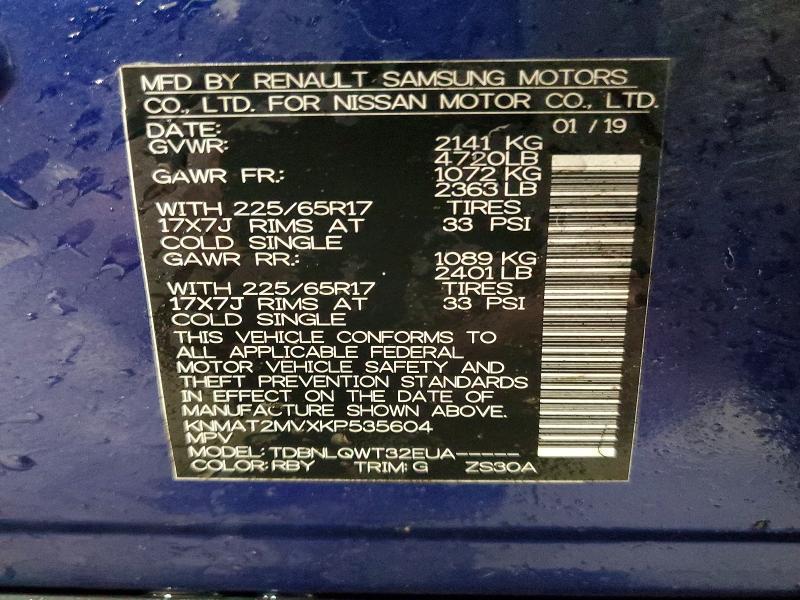 MFD BY RENAULT SAMSUNG MOTORS
CO., LTD. FOR NISSAN MOTOR CO., LTD.
DATE: 01 / 19
GVWR: 2141 KG
4720LB
GAWR FR.: 1072 KG
2363 LB
WITH 225/65R17 TIRES
17X7J RIMS AT 33 PSI
COLD SINGLE
GAWR RR.: 1089 KG
2401 LB
WITH 225/65R17 TIRES
17X7J RIMS AT 33 PSI
COLD SINGLE
THIS VEHICLE CONFORMS TO
ALL APPLICABLE FEDERAL
MOTOR VEHICLE SAFETY AND
THEFT PREVENTION STANDARDS
IN EFFECT ON THE DATE OF
MANUFACTURE SHOWN ABOVE.
KNMAT2MVXKP535604
MPV
MODEL: TDBNLQWT32EUA-----
COLOR: RBY TRIM: G ZS30A